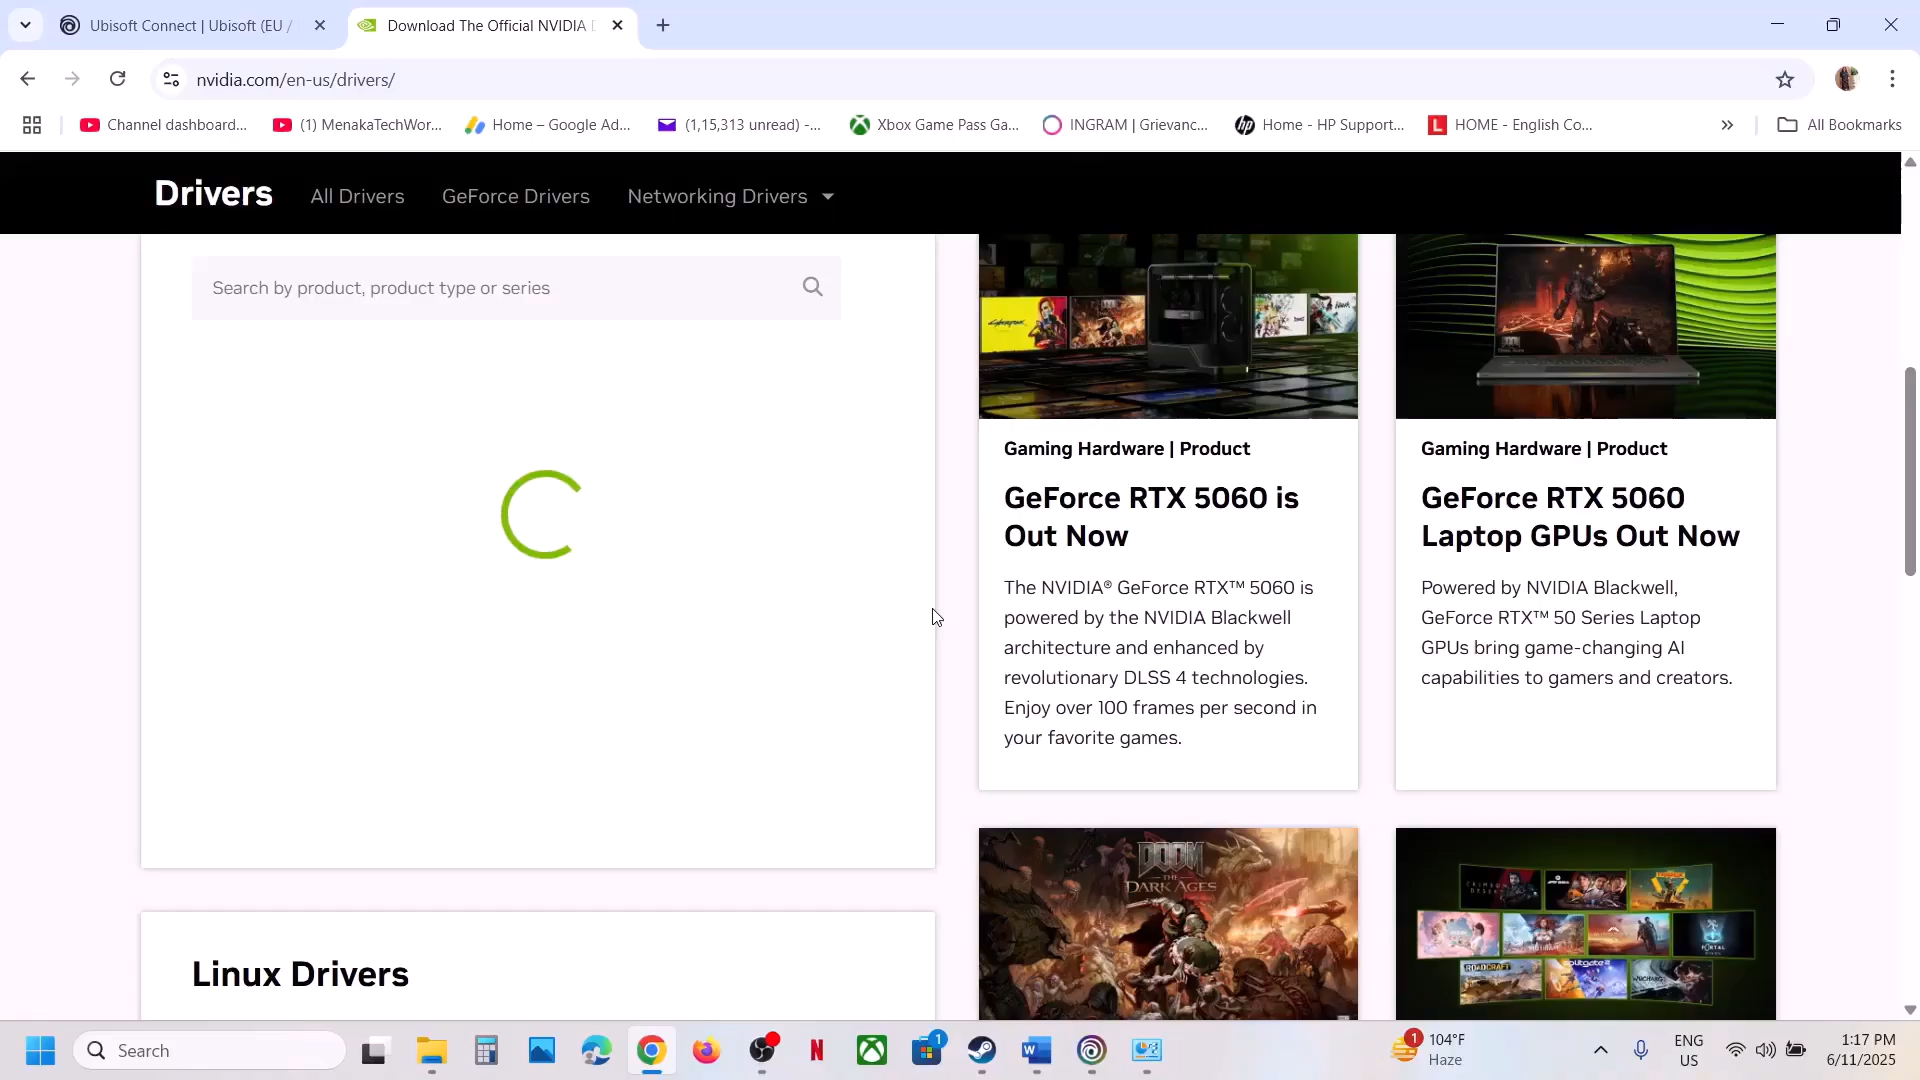 Ubisoft Connect | Ubisoft (EU /
Download The Official NVIDIA D
nvidia.com/en-us/drivers/
Channel dashboard...
(1) MenakaTechWor...
Home – Google Ad...
(1,15,313 unread) -...
Xbox Game Pass Ga...
INGRAM | Grievanc...
Home - HP Support...
HOME - English Co...
All Bookmarks
Drivers
All Drivers
GeForce Drivers
Networking Drivers
Search by product, product type or series
Gaming Hardware | Product
GeForce RTX 5060 is
Out Now
The NVIDIA® GeForce RTX™ 5060 is
powered by the NVIDIA Blackwell
architecture and enhanced by
revolutionary DLSS 4 technologies.
Enjoy over 100 frames per second in
your favorite games.
Gaming Hardware | Product
GeForce RTX 5060
Laptop GPUs Out Now
Powered by NVIDIA Blackwell,
GeForce RTX™ 50 Series Laptop
GPUs bring game-changing AI
capabilities to gamers and creators.
DOOM
THE
DARK AGES
Linux Drivers
Search
1
1
104°F
Haze
ENG
US
1:17 PM
6/11/2025